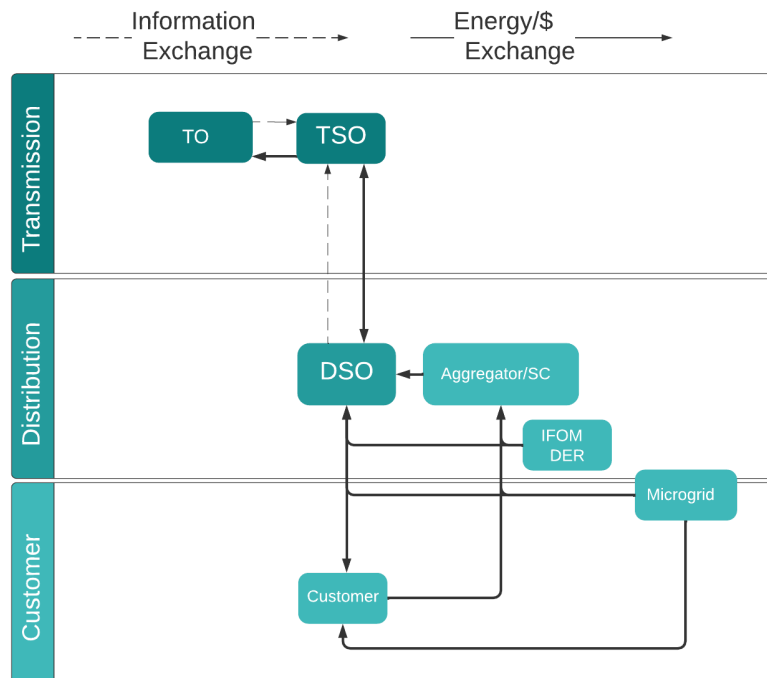 Information
Exchange
Energy/$
Exchange
Transmission
TO
TSO
Distribution
DSO
Aggregator/SC
IFOM
DER
Microgrid
Customer
Customer